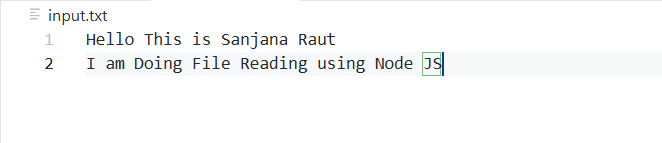 input.txt
1 Hello This is Sanjana Raut
2 I am Doing File Reading using Node JS